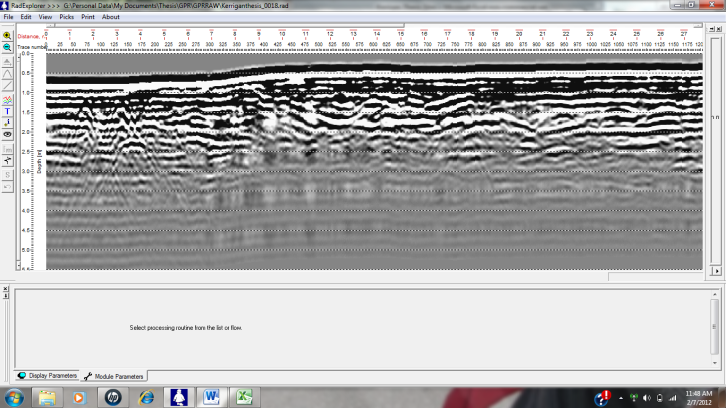 RadExplorer >>> G:\Personal Data\My Documents\Thesis\GPR\GPRRAW\Kerriganthesis_0018.rad
File Edit View Picks Print About
Distance, 0 1 2 3 4 5 6 7 8 9 10 11 12 13 14 15 16 17 18 19 20 21 22 23 24 25 26 27
Trace number 25 50 75 100 125 150 175 200 225 250 275 300 325 350 375 400 425 450 475 500 525 550 575 600 625 650 675 700 725 750 775 800 825 850 875 900 925 950 975 1000 1025 1050 1075 1100 1125 1150 1175 120
0.0
0.5
1.0
1.5
2.0
2.5
3.0
3.5
4.0
4.5
5.0
Depth [m]
Select processing routine from the list or flow.
Display Parameters Module Parameters
11:48 AM
2/7/2012